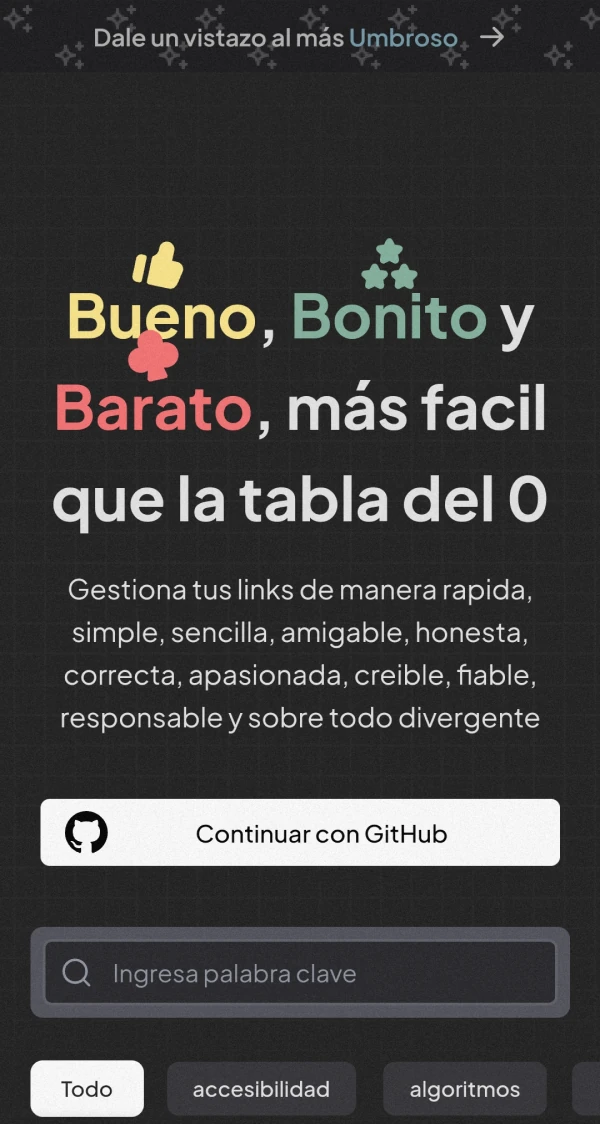 Dale un vistazo al más Umbroso
Bueno, Bonito y
Barato, más facil
que la tabla del 0
Gestiona tus links de manera rapida,
simple, sencilla, amigable, honesta,
correcta, apasionada, creible, fiable,
responsable y sobre todo divergente
Continuar con GitHub
Ingresa palabra clave
Todo accesibilidad algoritmos